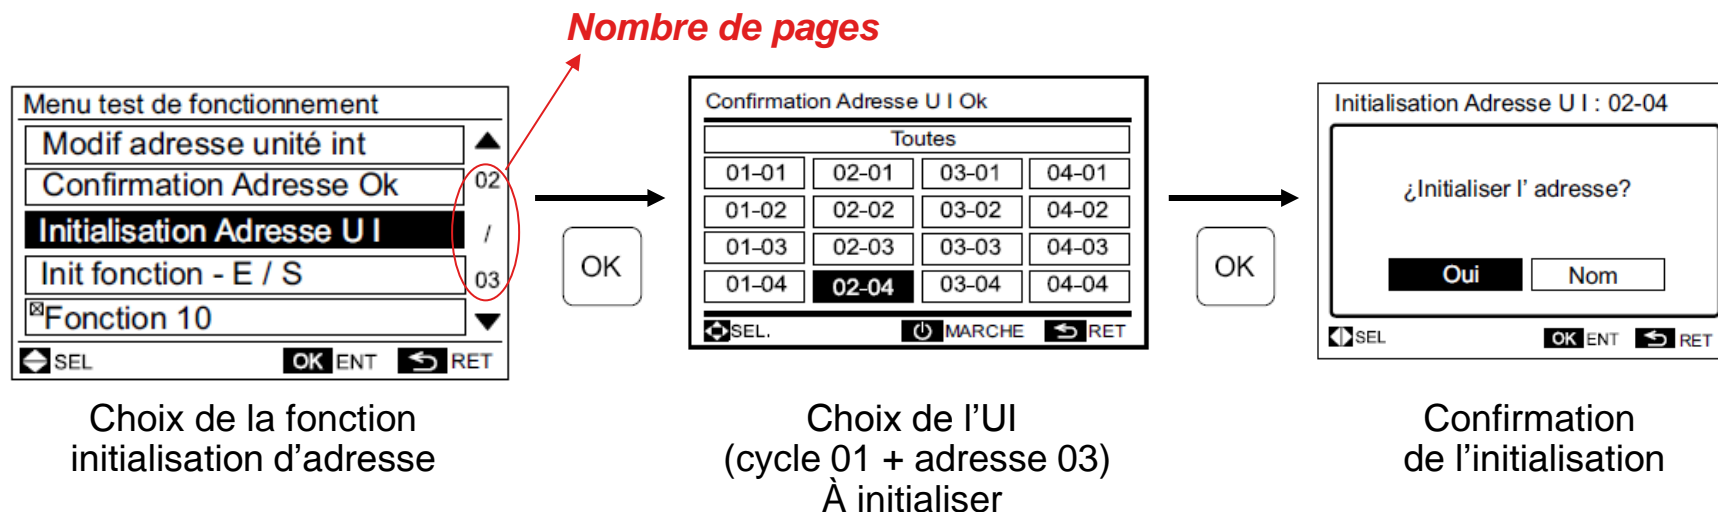 Nombre de pages
Menu test de fonctionnement
Modif adresse unité int
Confirmation Adresse Ok
02
Initialisation Adresse U I
/
Init fonction - E / S
03
Fonction 10
SEL OK ENT RET
Choix de la fonction
initialisation d’adresse
OK
Confirmation Adresse U I Ok
Toutes
01-01 02-01 03-01 04-01
01-02 02-02 03-02 04-02
01-03 02-03 03-03 04-03
01-04 02-04 03-04 04-04
SEL. MARCHE RET
Choix de l’UI
(cycle 01 + adresse 03)
À initialiser
OK
Initialisation Adresse U I : 02-04
¿Initialiser l’ adresse?
Oui Nom
SEL OK ENT RET
Confirmation
de l’initialisation